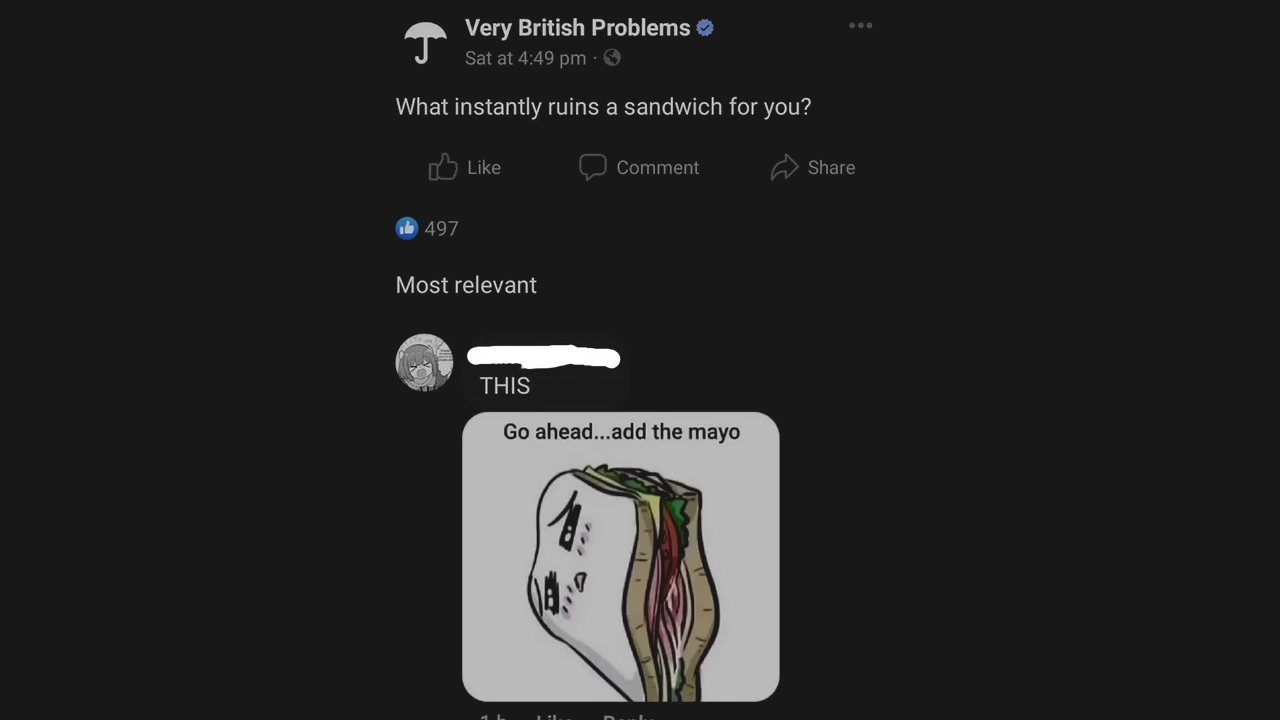 Very British Problems
Sat at 4:49 pm ·
What instantly ruins a sandwich for you?
Like Comment Share
497
Most relevant
THIS
Go ahead...add the mayo